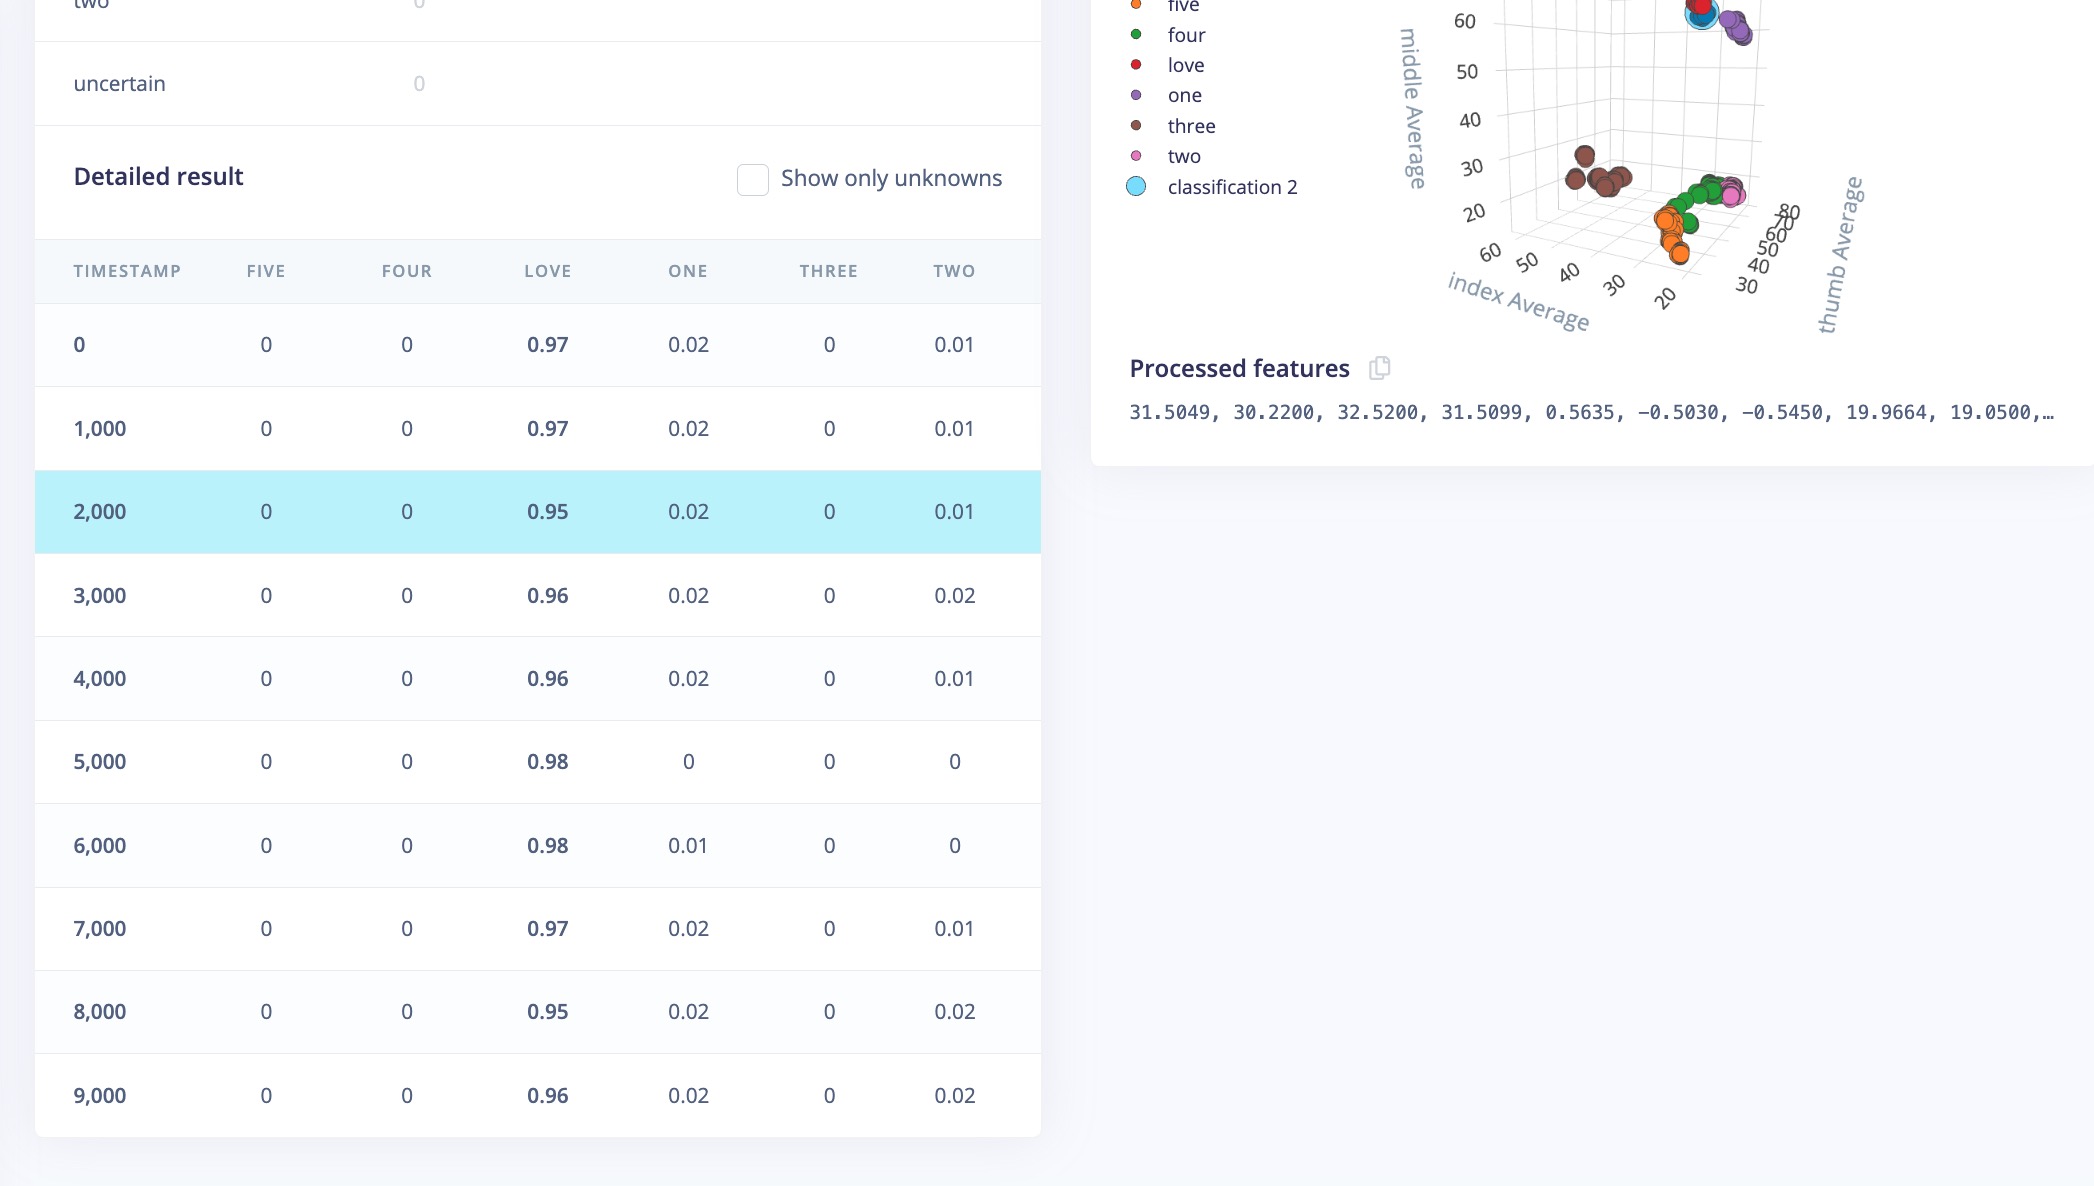 two 0
uncertain 0
Detailed result
Show only unknowns
TIMESTAMP FIVE FOUR LOVE ONE THREE TWO
0 0 0 0.97 0.02 0 0.01
1,000 0 0 0.97 0.02 0 0.01
2,000 0 0 0.95 0.02 0 0.01
3,000 0 0 0.96 0.02 0 0.02
4,000 0 0 0.96 0.02 0 0.01
5,000 0 0 0.98 0 0 0
6,000 0 0 0.98 0.01 0 0
7,000 0 0 0.97 0.02 0 0.01
8,000 0 0 0.95 0.02 0 0.02
9,000 0 0 0.96 0.02 0 0.02
five
four
love
one
three
two
classification 2
middle Average
60
50
40
30
20
60 50 40 30 20
index Average
80
70
60
50
40
30
thumb Average
Processed features
31.5049, 30.2200, 32.5200, 31.5099, 0.5635, -0.5030, -0.5450, 19.9664, 19.0500,…